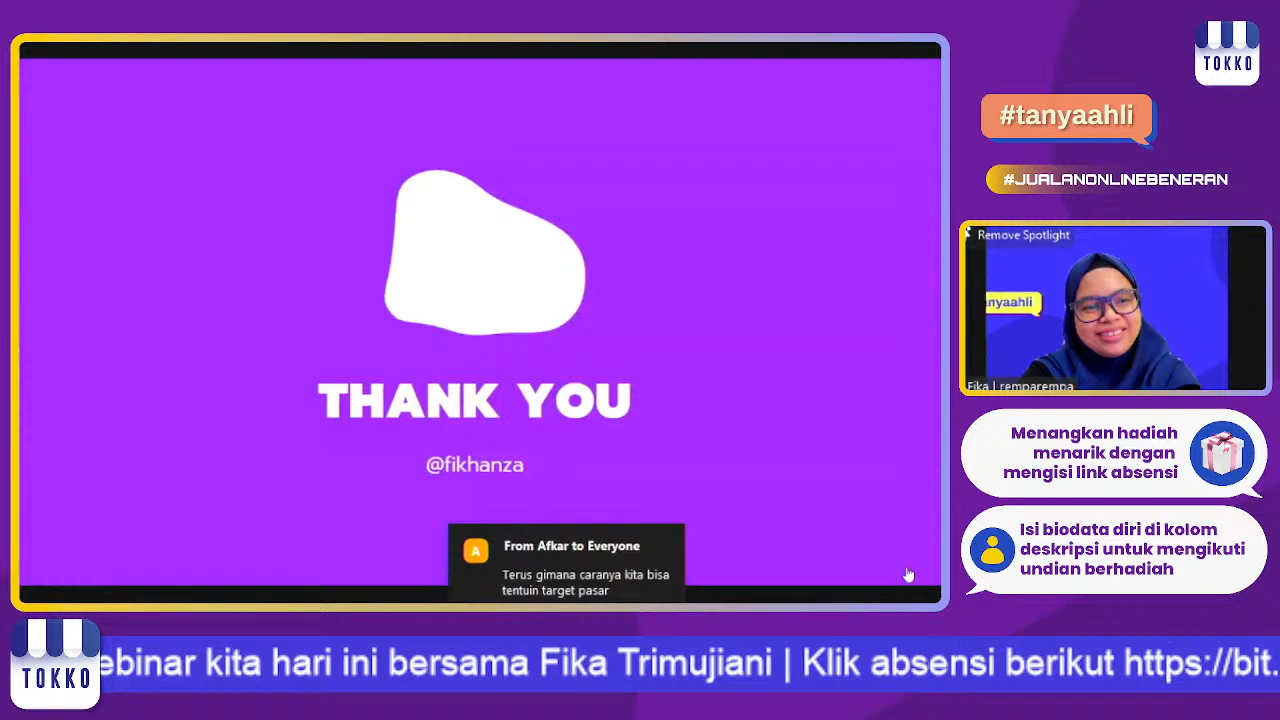 TOKKO
#tanyaahli
#JUALANONLINEBENERAN
THANK YOU
@fikhanza
A
From Afkar to Everyone
Terus gimana caranya kita bisa
tentuin target pasar
Remove Spotlight
anyaahli
Fika | remparempa
Menangkan hadiah
menarik dengan
mengisi link absensi
Isi biodata diri di kolom
deskripsi untuk mengikuti
undian berhadiah
TOKKO
ebinar kita hari ini bersama Fika Trimujiani | Klik absensi berikut https://bit.